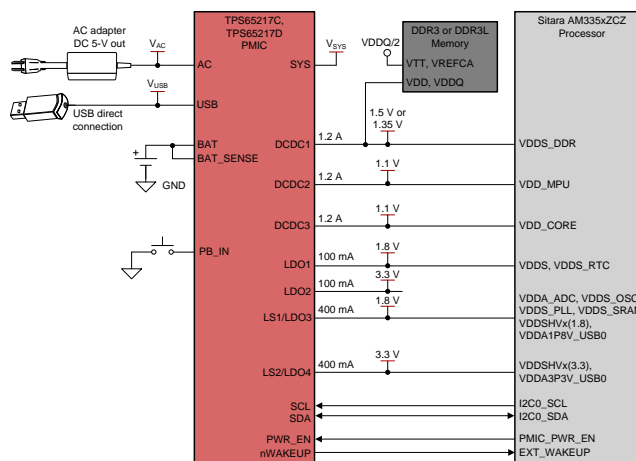 AC adapter
DC 5-V out
V_AC
V_USB
USB direct
connection
+
GND
TPS65217C,
TPS65217D
PMIC
AC
USB
BAT
BAT_SENSE
PB_IN
SYS
DCDC1
DCDC2
DCDC3
LDO1
LDO2
LS1/LDO3
LS2/LDO4
SCL
SDA
PWR_EN
nWAKEUP
V_SYS
VDDQ/2
DDR3 or DDR3L
Memory
VTT, VREFCA
VDD, VDDQ
1.5 V or
1.35 V
1.2 A
1.1 V
1.2 A
1.1 V
1.2 A
1.8 V
100 mA
3.3 V
100 mA
1.8 V
400 mA
3.3 V
400 mA
Sitara AM335xZCZ
Processor
VDDS_DDR
VDD_MPU
VDD_CORE
VDDS, VDDS_RTC
VDDA_ADC, VDDS_OSC
VDDS_PLL, VDDS_SRAM
VDDSHVx(1.8),
VDDA1P8V_USB0
VDDSHVx(3.3),
VDDA3P3V_USB0
I2C0_SCL
I2C0_SDA
PMIC_PWR_EN
EXT_WAKEUP